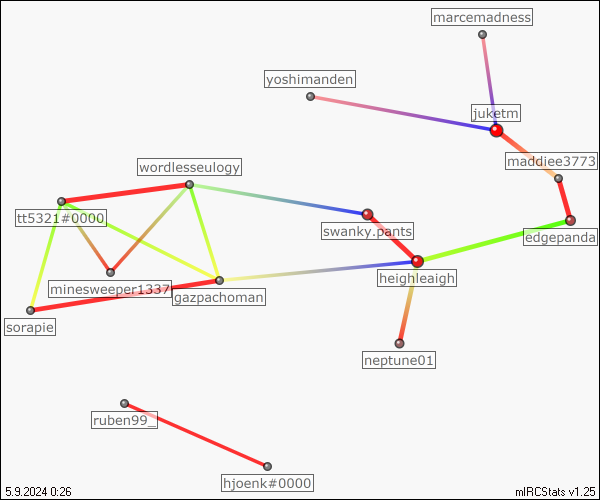 marcemadness
yoshimanden
juketm
maddiee3773
wordlesseulogy
tt5321#0000
swanky.pants
edgepanda
heighleaigh
minesweeper1337
gazpachoman
sorapie
neptune01
ruben99_
hjoenk#0000
5.9.2024 0:26
mIRCStats v1.25